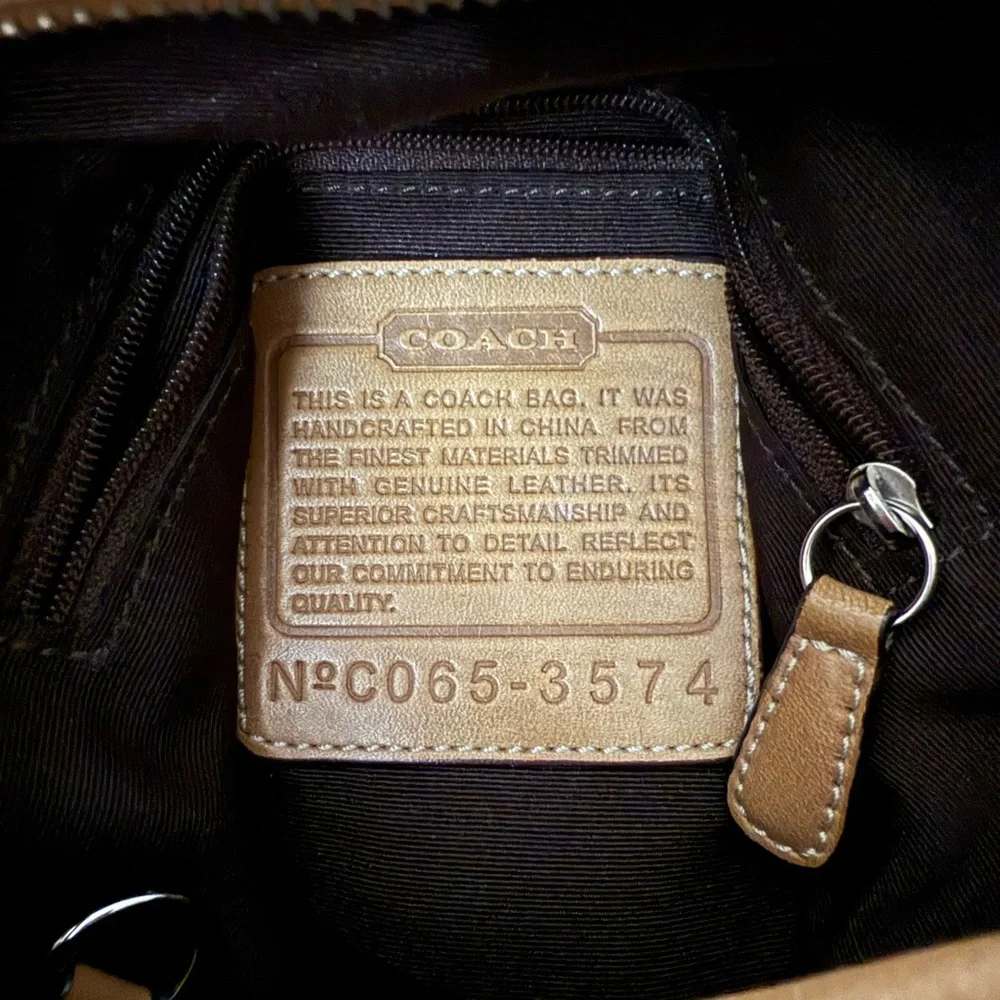 COACH
THIS IS A COACH BAG. IT WAS
HANDCRAFTED IN CHINA. FROM
THE FINEST MATERIALS TRIMMED
WITH GENUINE LEATHER. ITS
SUPERIOR CRAFTSMANSHIP AND
ATTENTION TO DETAIL REFLECT
OUR COMMITMENT TO ENDURING
QUALITY.
NºC065-3574